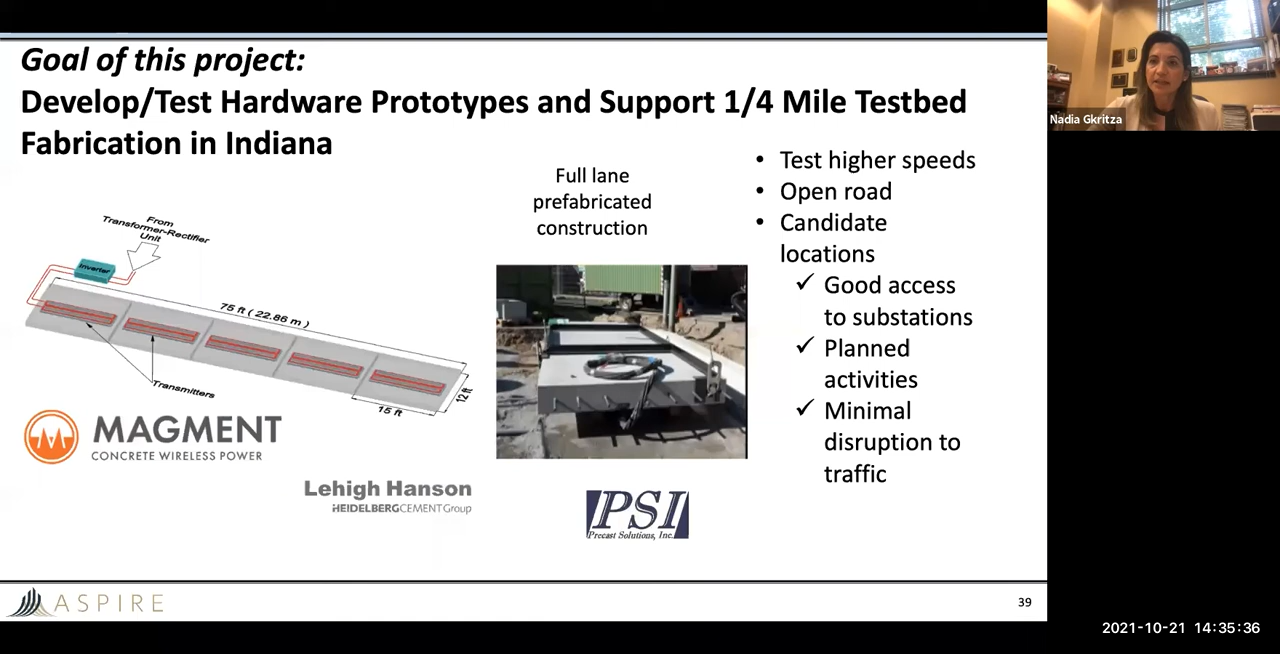 Goal of this project:
Develop/Test Hardware Prototypes and Support 1/4 Mile Testbed
Fabrication in Indiana
Full lane
prefabricated
construction
• Test higher speeds
• Open road
• Candidate
locations
✓ Good access
to substations
✓ Planned
activities
✓ Minimal
disruption to
traffic
From
Transformer-Rectifier
Unit
Inverter
75 ft ( 22.86 m )
Transmitters
15 ft
12 ft
MAGMENT
CONCRETE WIRELESS POWER
Lehigh Hanson
HEIDELBERGCEMENT Group
PSI
Precast Solutions, Inc.
ASPIRE
39
Nadia Gkritza
2021-10-21 14:35:36